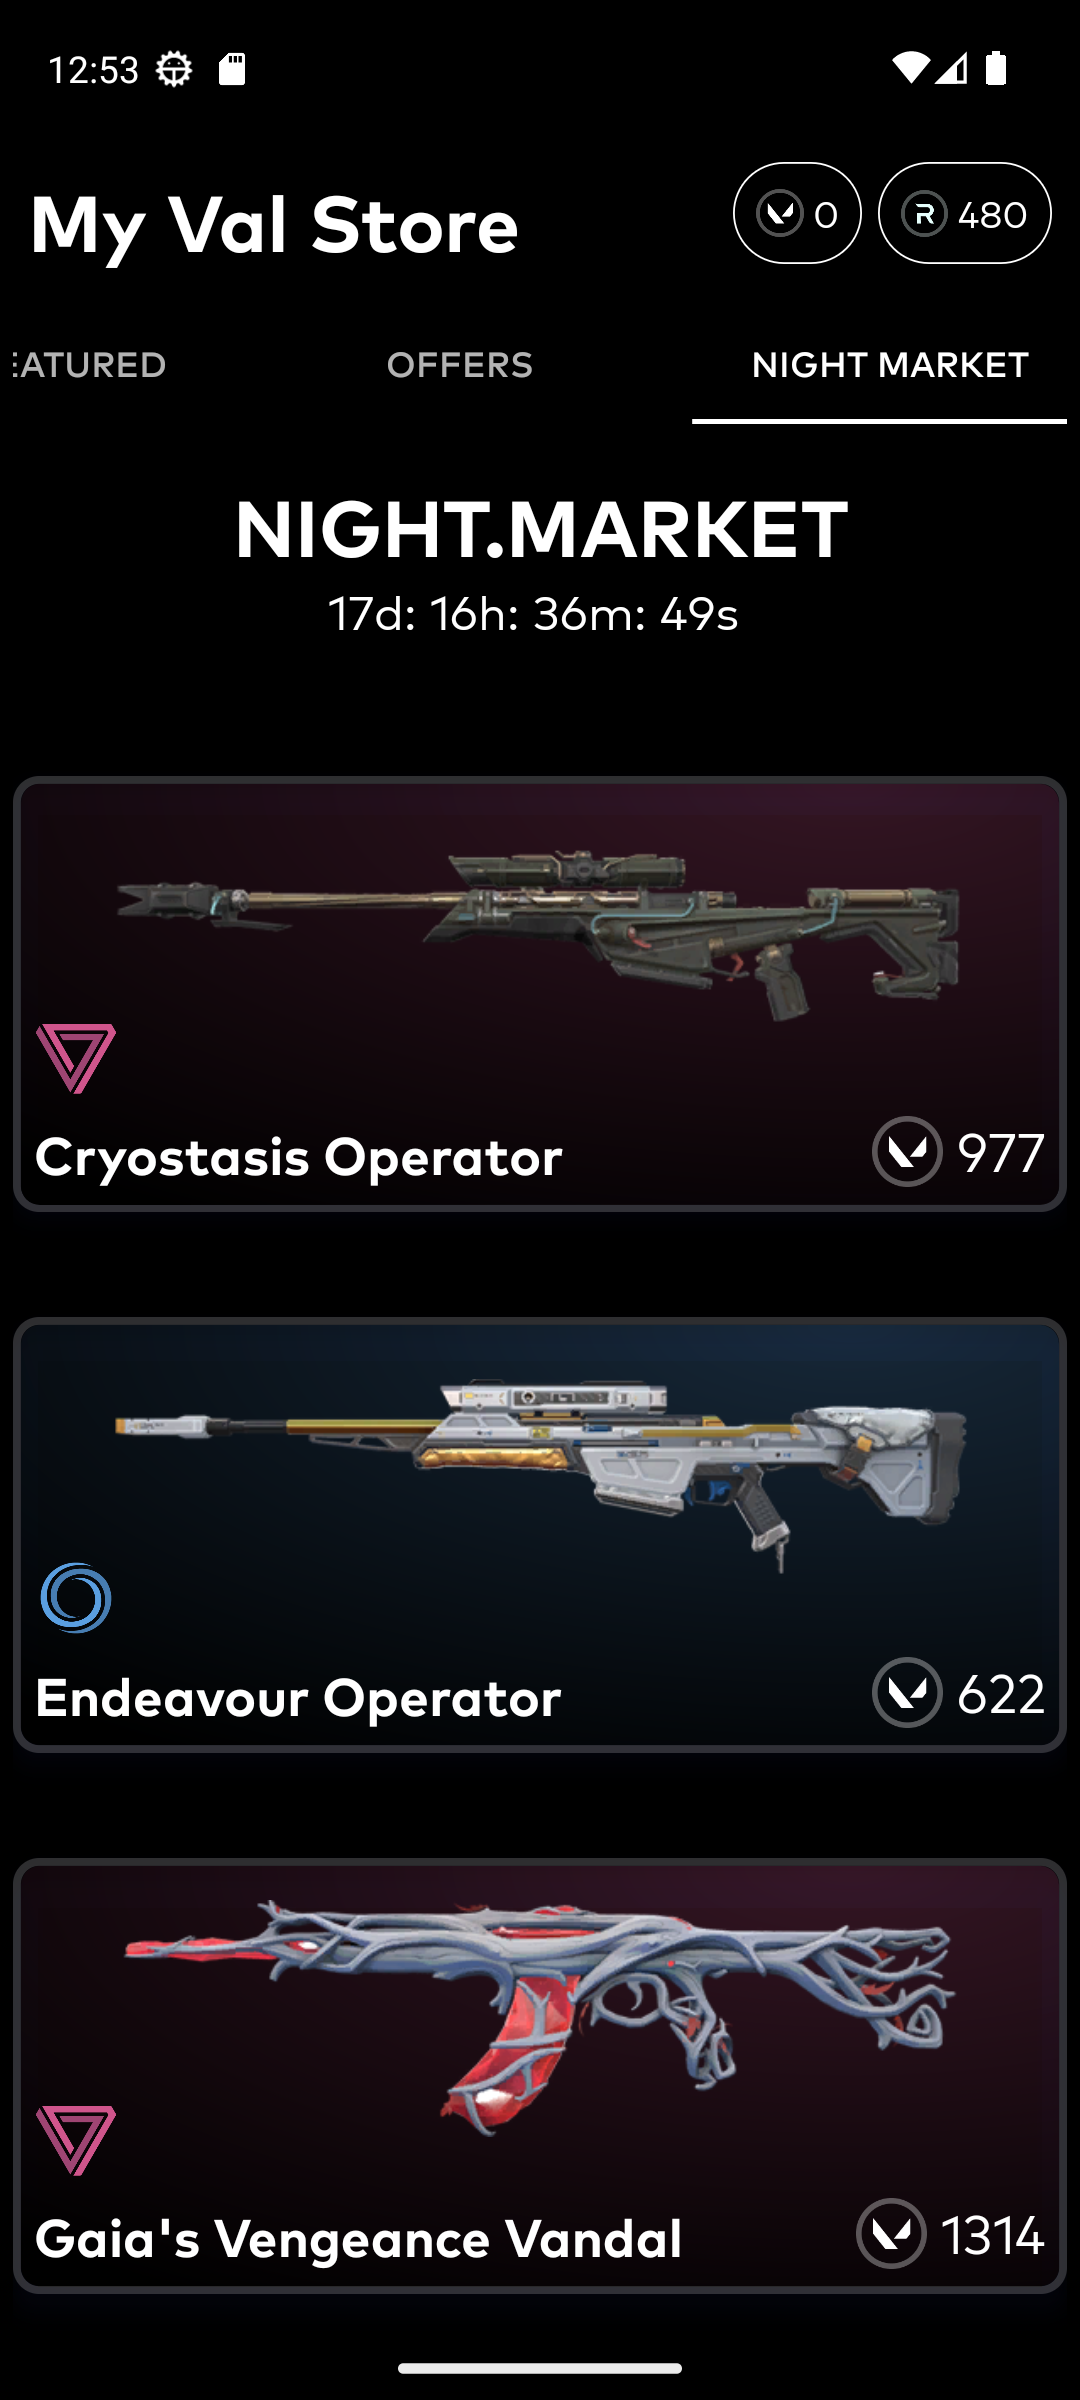 12:53
My Val Store
0
480
EATURED
OFFERS
NIGHT MARKET
NIGHT.MARKET
17d: 16h: 36m: 49s
Cryostasis Operator
977
Endeavour Operator
622
Gaia's Vengeance Vandal
1314